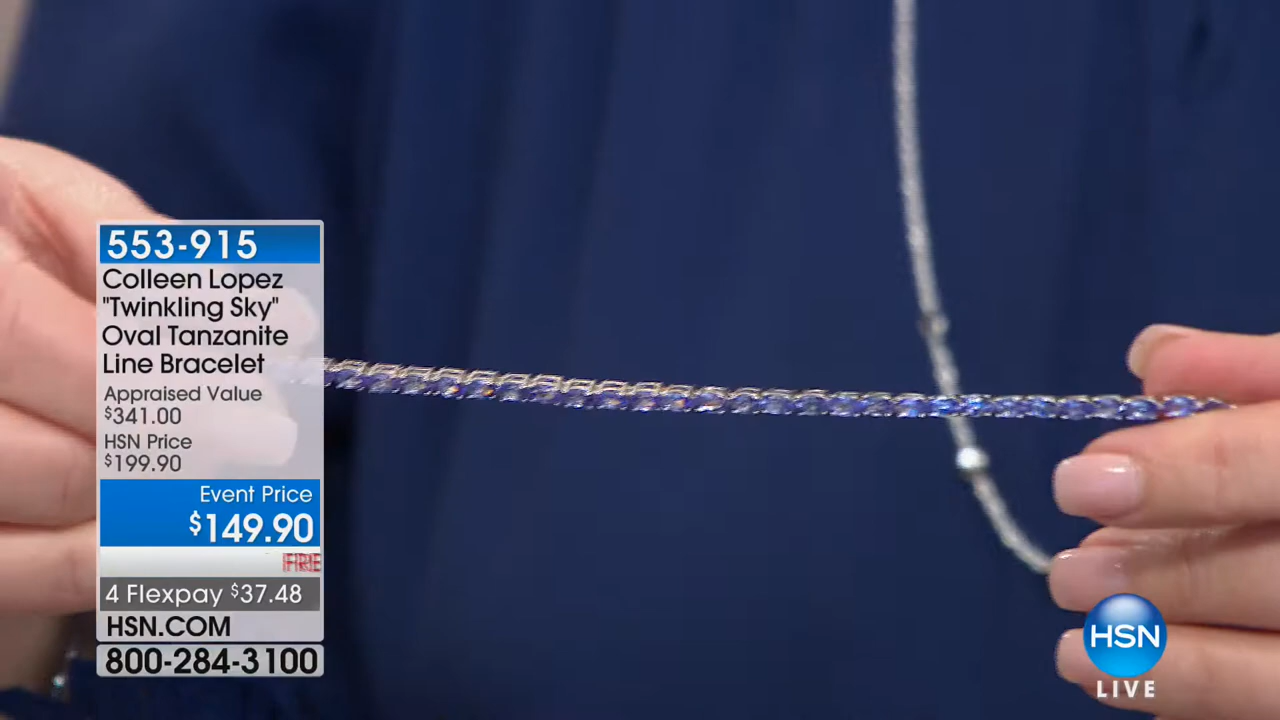 553-915
Colleen Lopez
"Twinkling Sky"
Oval Tanzanite
Line Bracelet
Appraised Value
$341.00
HSN Price
$199.90
Event Price
$149.90
4 Flexpay $37.48
HSN.COM
800-284-3100
HSN
LIVE